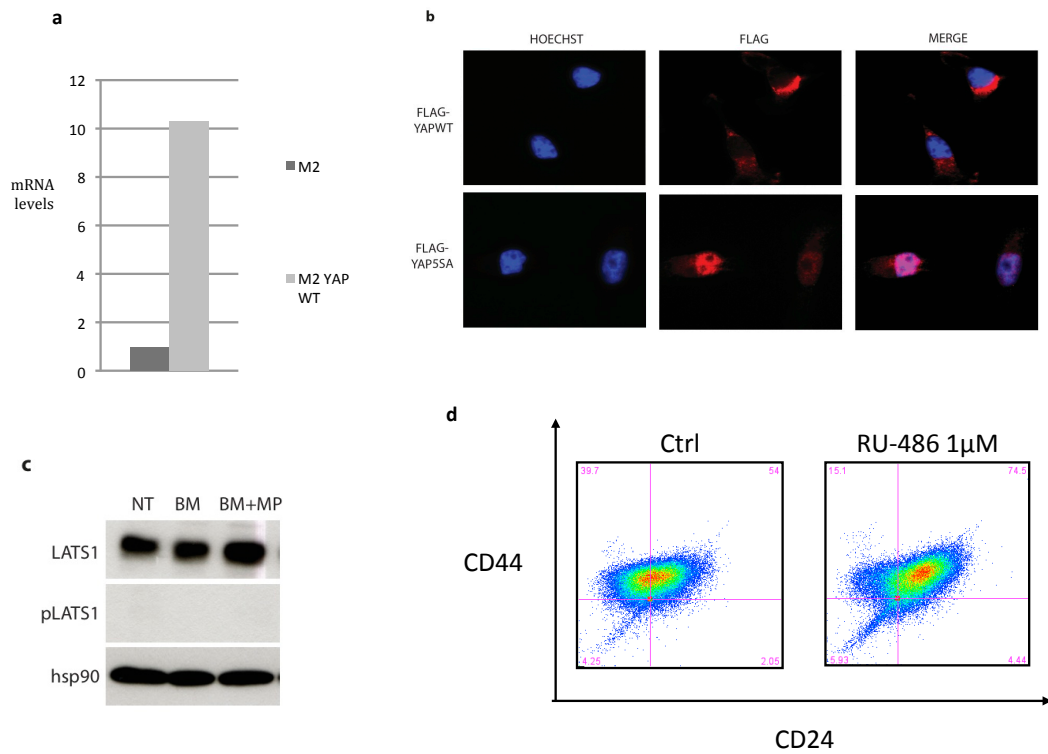 a
12
10
8
6
4
2
0
mRNA
levels
M2
M2 YAP
WT
b
HOECHST FLAG MERGE
FLAG-
YAPWT
FLAG-
YAP5SA
c
NT BM BM+MP
LATS1
pLATS1
hsp90
d
Ctrl RU-486 1μM
39.7 54 15.1 74.5
CD44
4.25 2.05 5.93 4.44
CD24